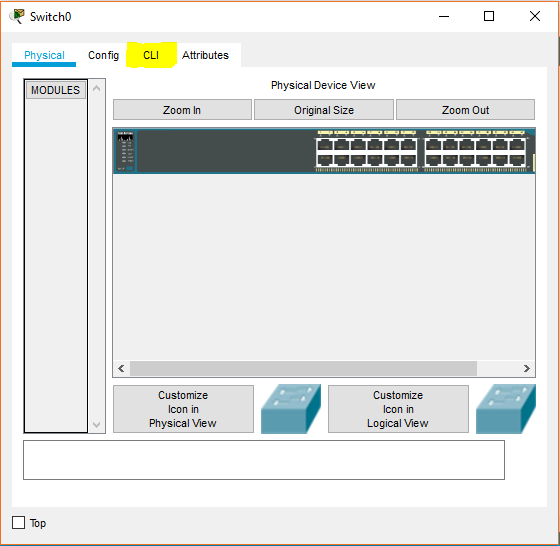 Switch0
Physical Config CLI Attributes
MODULES
Physical Device View
Zoom In Original Size Zoom Out
Customize
Icon in
Physical View
Customize
Icon in
Logical View
Top